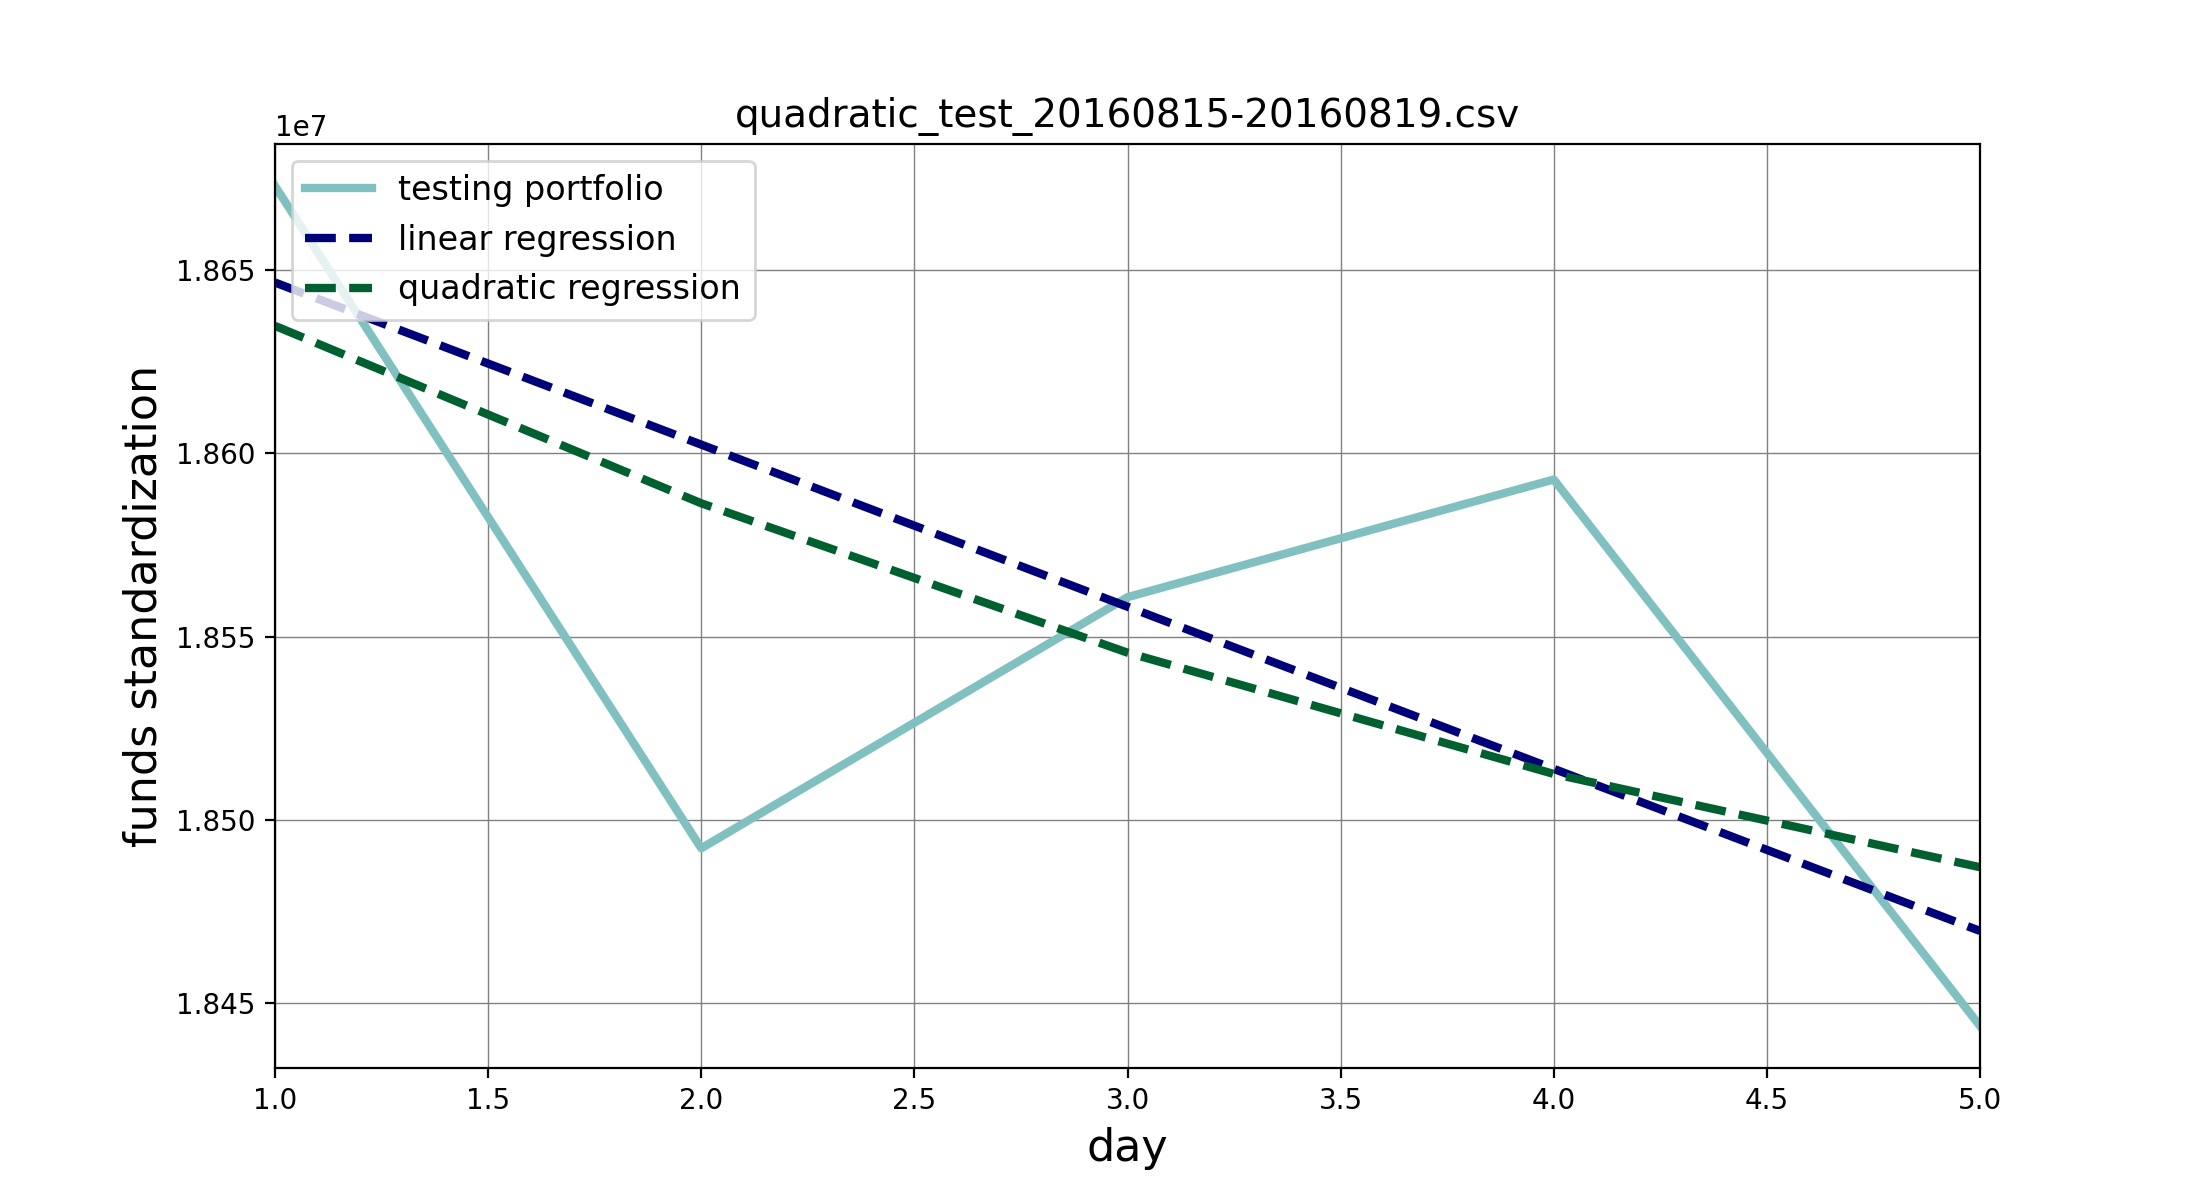 quadratic_test_20160815-20160819.csv
1e7
testing portfolio
linear regression
quadratic regression
funds standardization
1.865
1.860
1.855
1.850
1.845
1.0 1.5 2.0 2.5 3.0 3.5 4.0 4.5 5.0
day